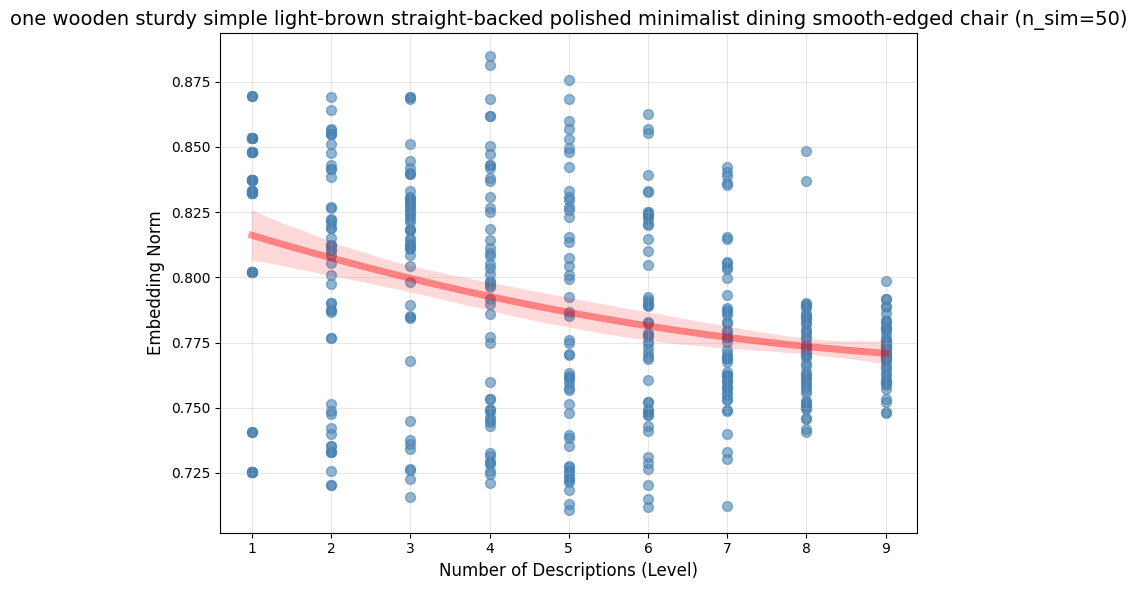 one wooden sturdy simple light-brown straight-backed polished minimalist dining smooth-edged chair (n_sim=50)
0.875
0.850
0.825
0.800
0.775
0.750
0.725
Embedding Norm
1 2 3 4 5 6 7 8 9
Number of Descriptions (Level)